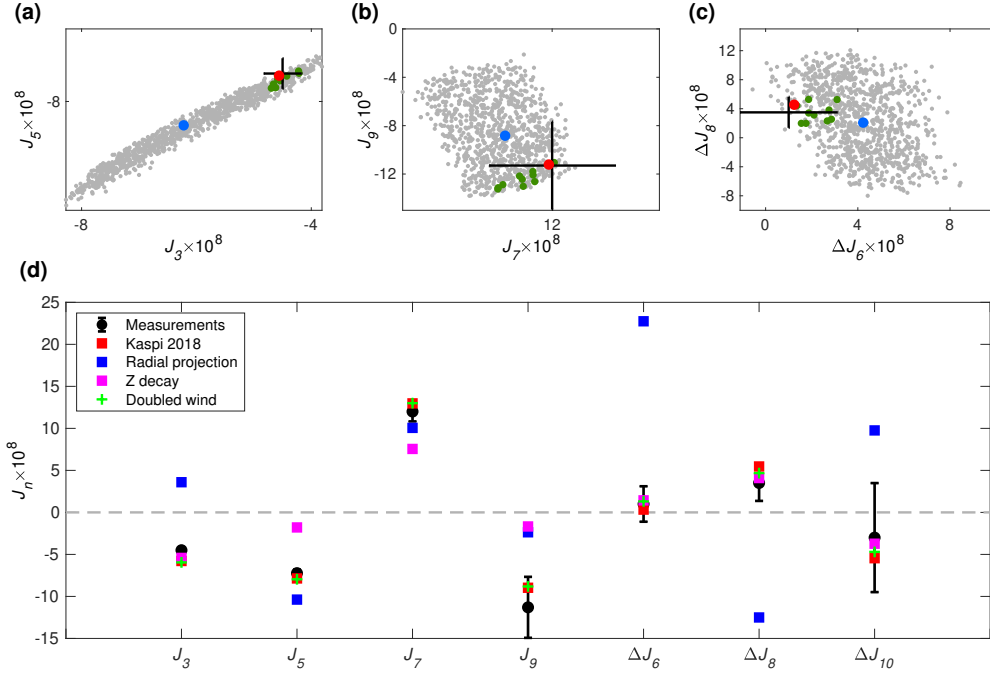 (a)
J5×10^8
-8
-8
-4
J3×10^8
(b)
J9×10^8
0
-4
-8
-12
12
J7×10^8
(c)
ΔJ8×10^8
12
8
4
0
-4
-8
0
4
8
ΔJ6×10^8
(d)
Jn×10^8
25
20
15
10
5
0
-5
-10
-15
Measurements
Kaspi 2018
Radial projection
Z decay
Doubled wind
J3
J5
J7
J9
ΔJ6
ΔJ8
ΔJ10